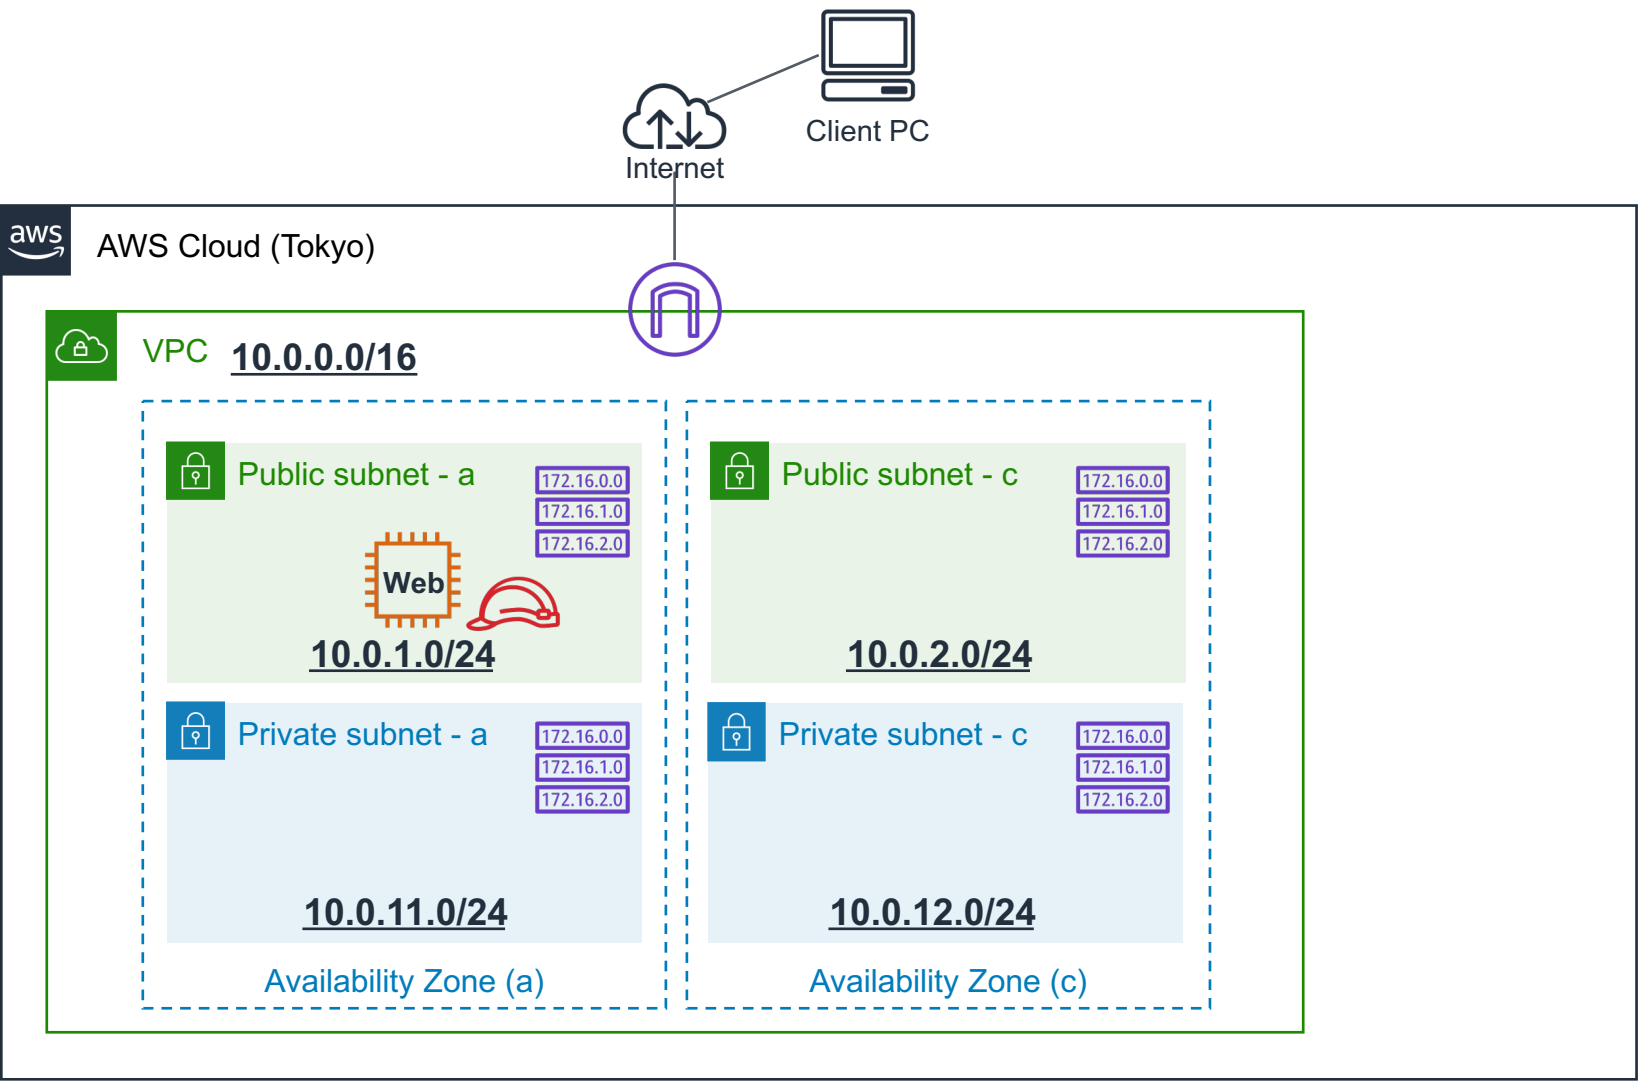 Client PC
Internet
aws
AWS Cloud (Tokyo)
VPC 10.0.0.0/16
Public subnet - a
172.16.0.0
172.16.1.0
172.16.2.0
Web
10.0.1.0/24
Public subnet - c
172.16.0.0
172.16.1.0
172.16.2.0
10.0.2.0/24
Private subnet - a
172.16.0.0
172.16.1.0
172.16.2.0
10.0.11.0/24
Private subnet - c
172.16.0.0
172.16.1.0
172.16.2.0
10.0.12.0/24
Availability Zone (a)
Availability Zone (c)